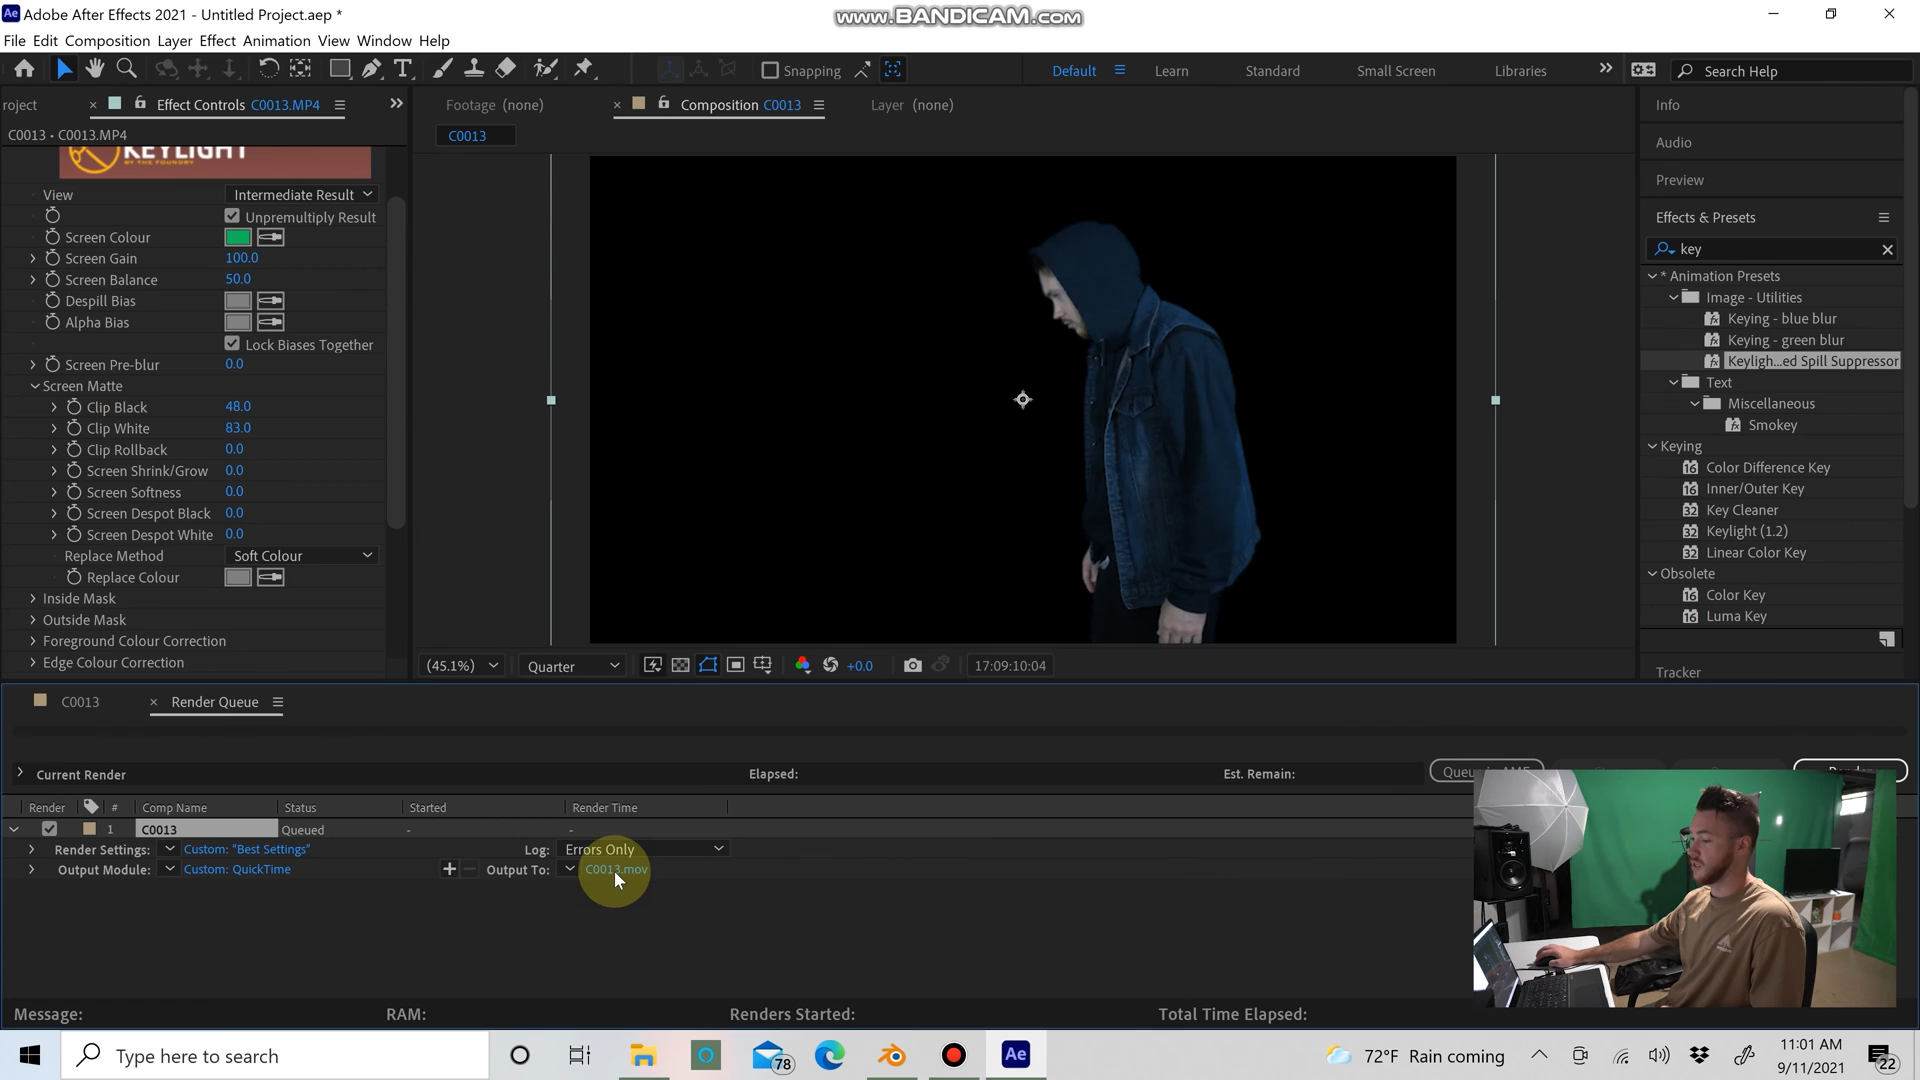 Adobe After Effects 2021 - Untitled Project.aep *
www.BANDICAM.com
File Edit Composition Layer Effect Animation View Window Help
Snapping
Default
Learn
Standard
Small Screen
Libraries
Search Help
roject
Effect Controls C0013.MP4
Footage (none)
Composition C0013
Layer (none)
Info
C0013 • C0013.MP4
C0013
Audio
KEYLIGHT
BY THE FOUNDRY
Preview
View
Intermediate Result
Unpremultiply Result
Effects & Presets
Screen Colour
key
Screen Gain
100.0
Screen Balance
50.0
* Animation Presets
Despill Bias
Image - Utilities
Alpha Bias
Keying - blue blur
Lock Biases Together
Keying - green blur
Screen Pre-blur
0.0
Keyligh...ed Spill Suppressor
Screen Matte
Text
Clip Black
48.0
Miscellaneous
Clip White
83.0
Smokey
Clip Rollback
0.0
Keying
Screen Shrink/Grow
0.0
Color Difference Key
Screen Softness
0.0
Inner/Outer Key
Screen Despot Black
0.0
Key Cleaner
Screen Despot White
0.0
Keylight (1.2)
Replace Method
Soft Colour
Linear Color Key
Replace Colour
Obsolete
Inside Mask
Color Key
Outside Mask
Luma Key
Foreground Colour Correction
Edge Colour Correction
(45.1%)
Quarter
+0.0
17:09:10:04
Tracker
C0013
Render Queue
Current Render
Elapsed:
Est. Remain:
Render
#
Comp Name
Status
Started
Render Time
1
C0013
Queued
-
-
Render Settings:
Custom: "Best Settings"
Log:
Errors Only
Output Module:
Custom: QuickTime
Output To:
C0013.mov
Message:
RAM:
Renders Started:
Total Time Elapsed:
Type here to search
78
Ae
72°F Rain coming
11:01 AM
9/11/2021
22